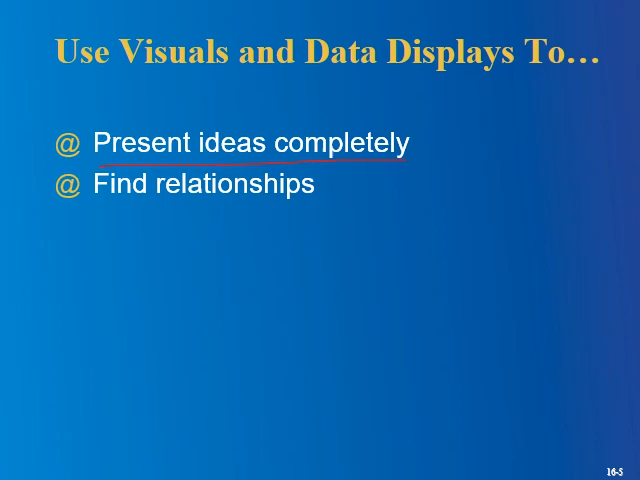 Use Visuals and Data Displays To…
@ Present ideas completely
@ Find relationships
16-5